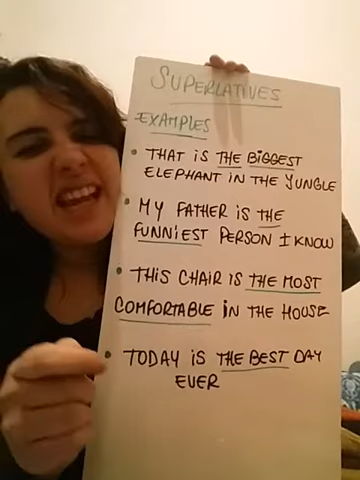 SUPERLATIVES
EXAMPLES
• THAT IS THE BIGGEST
ELEPHANT IN THE JUNGLE
• MY FATHER IS THE
FUNNIEST PERSON I KNOW
• THIS CHAIR IS THE MOST
COMFORTABLE IN THE HOUSE
• TODAY IS THE BEST DAY
EVER